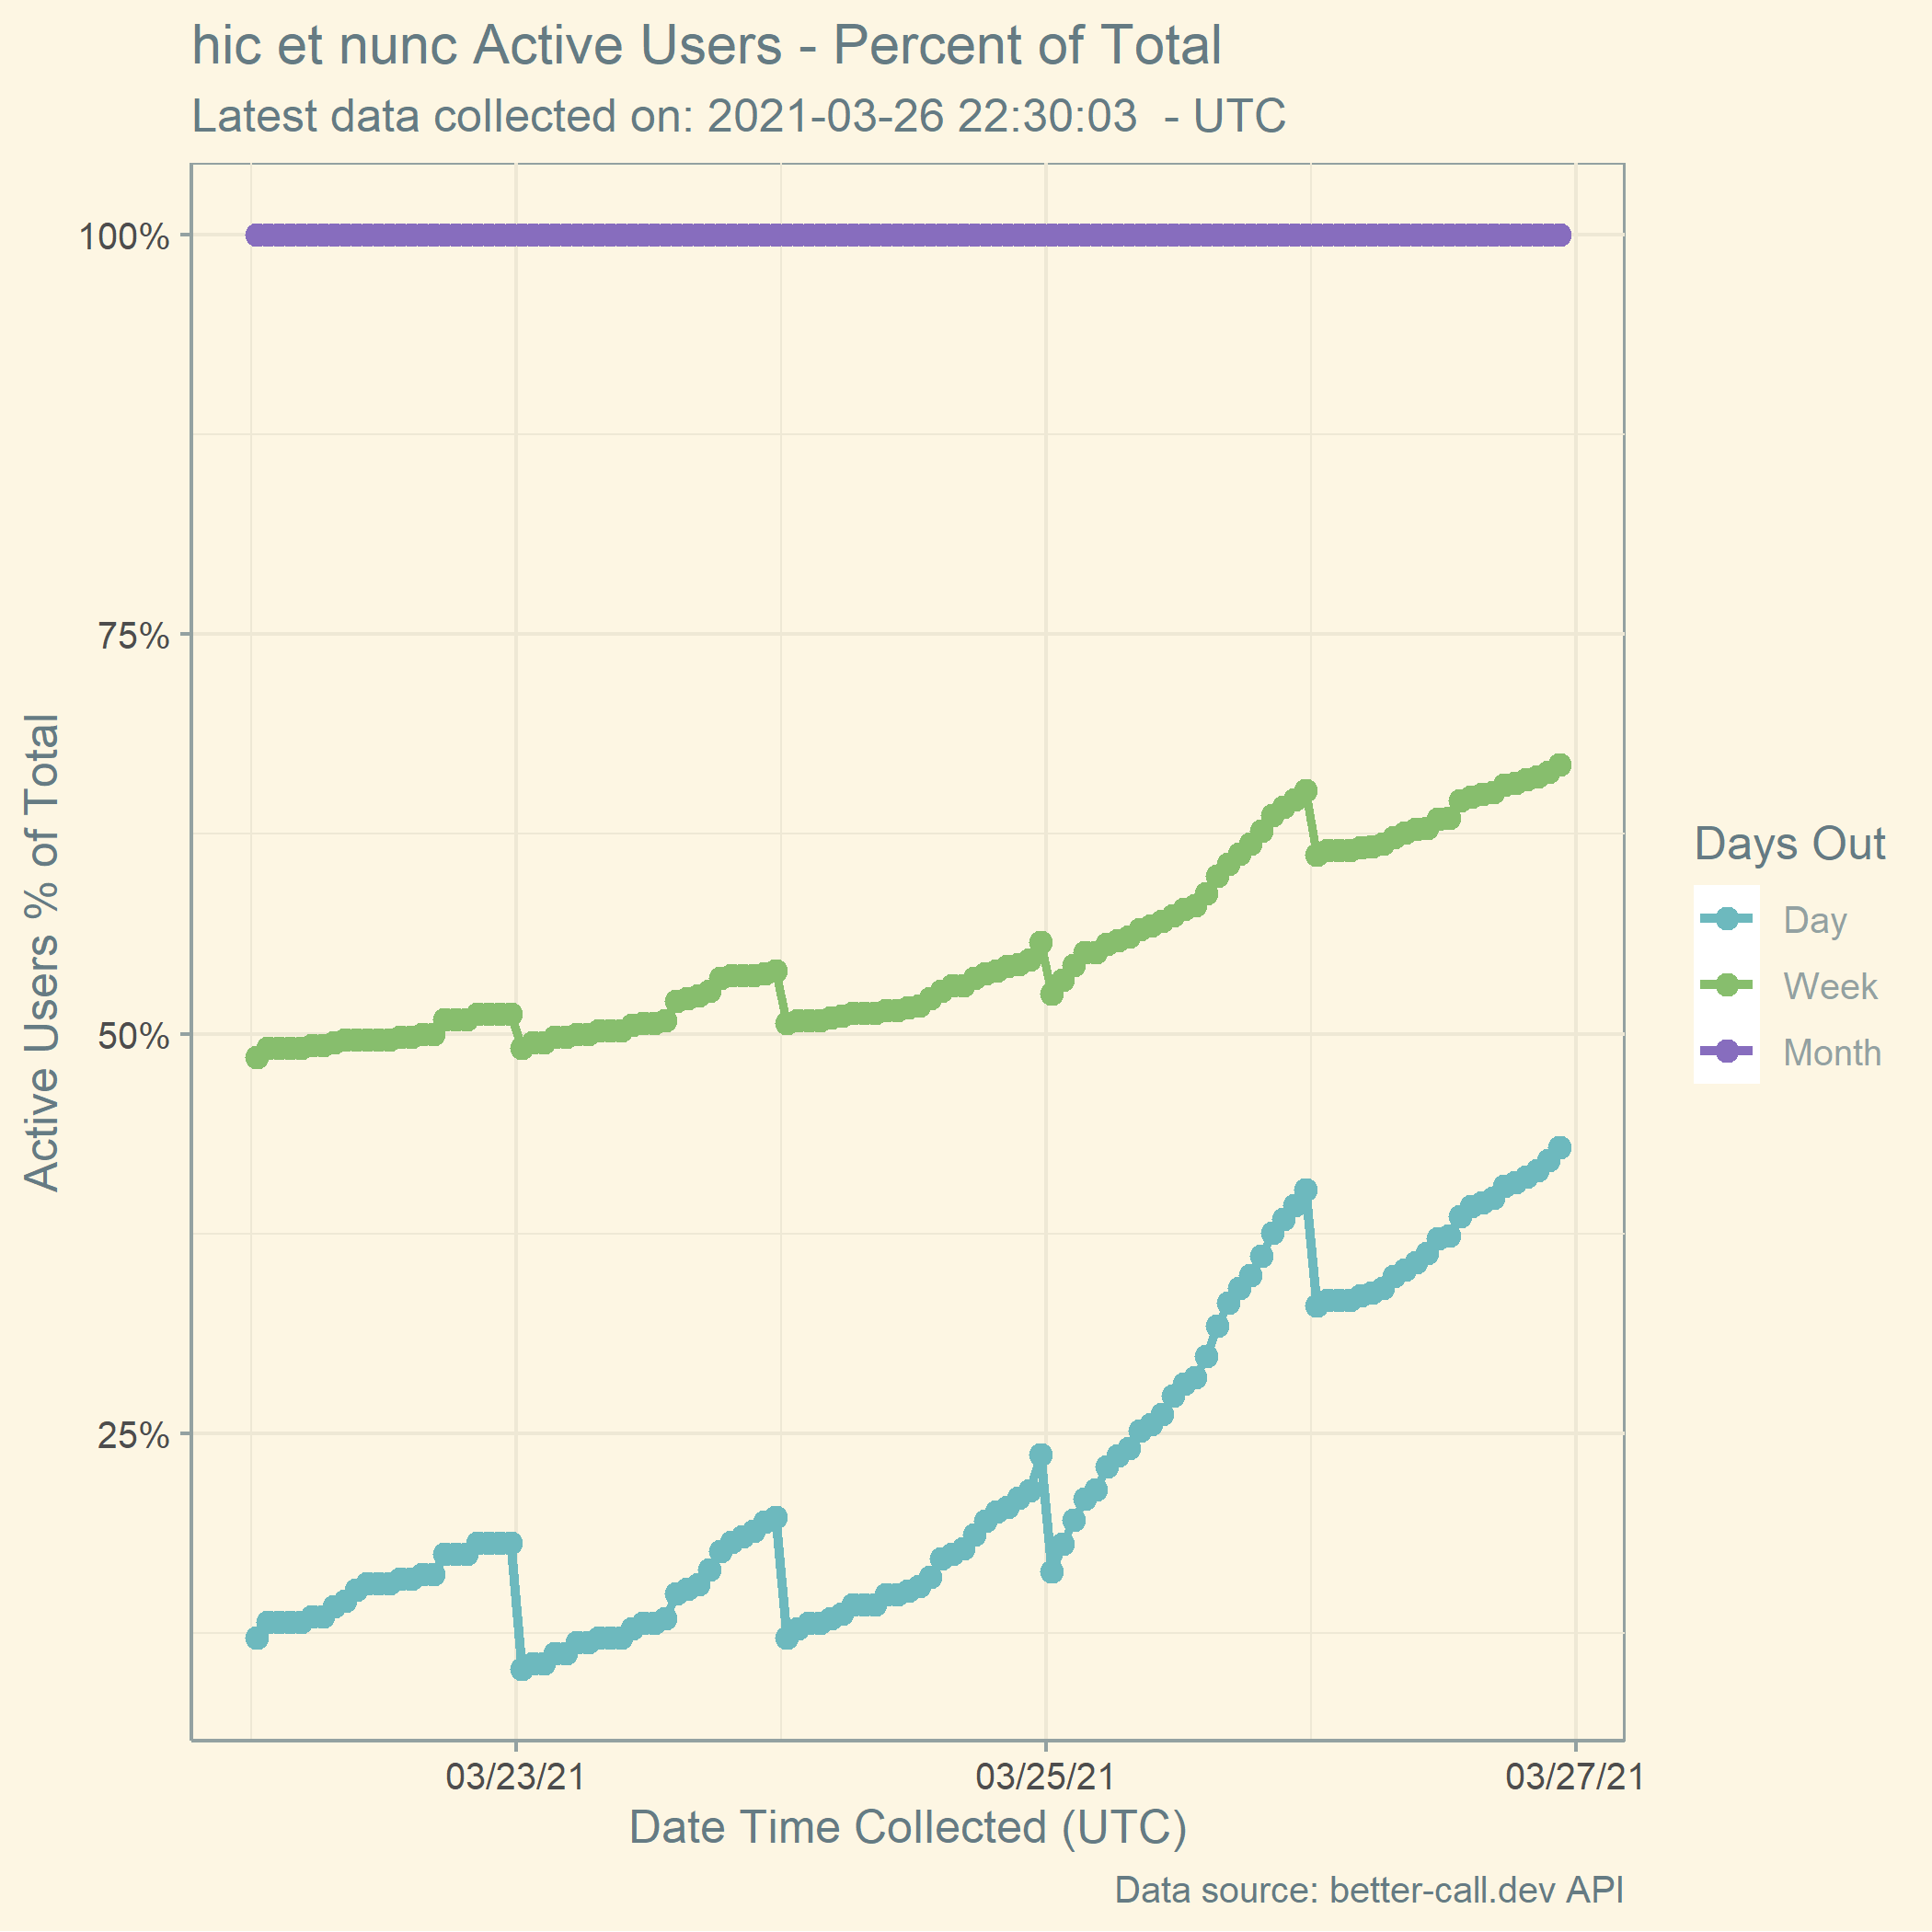 hic et nunc Active Users - Percent of Total
Latest data collected on: 2021-03-26 22:30:03  - UTC
Active Users % of Total
100%
75%
50%
25%
03/23/21
03/25/21
03/27/21
Date Time Collected (UTC)
Days Out
Day
Week
Month
Data source: better-call.dev API